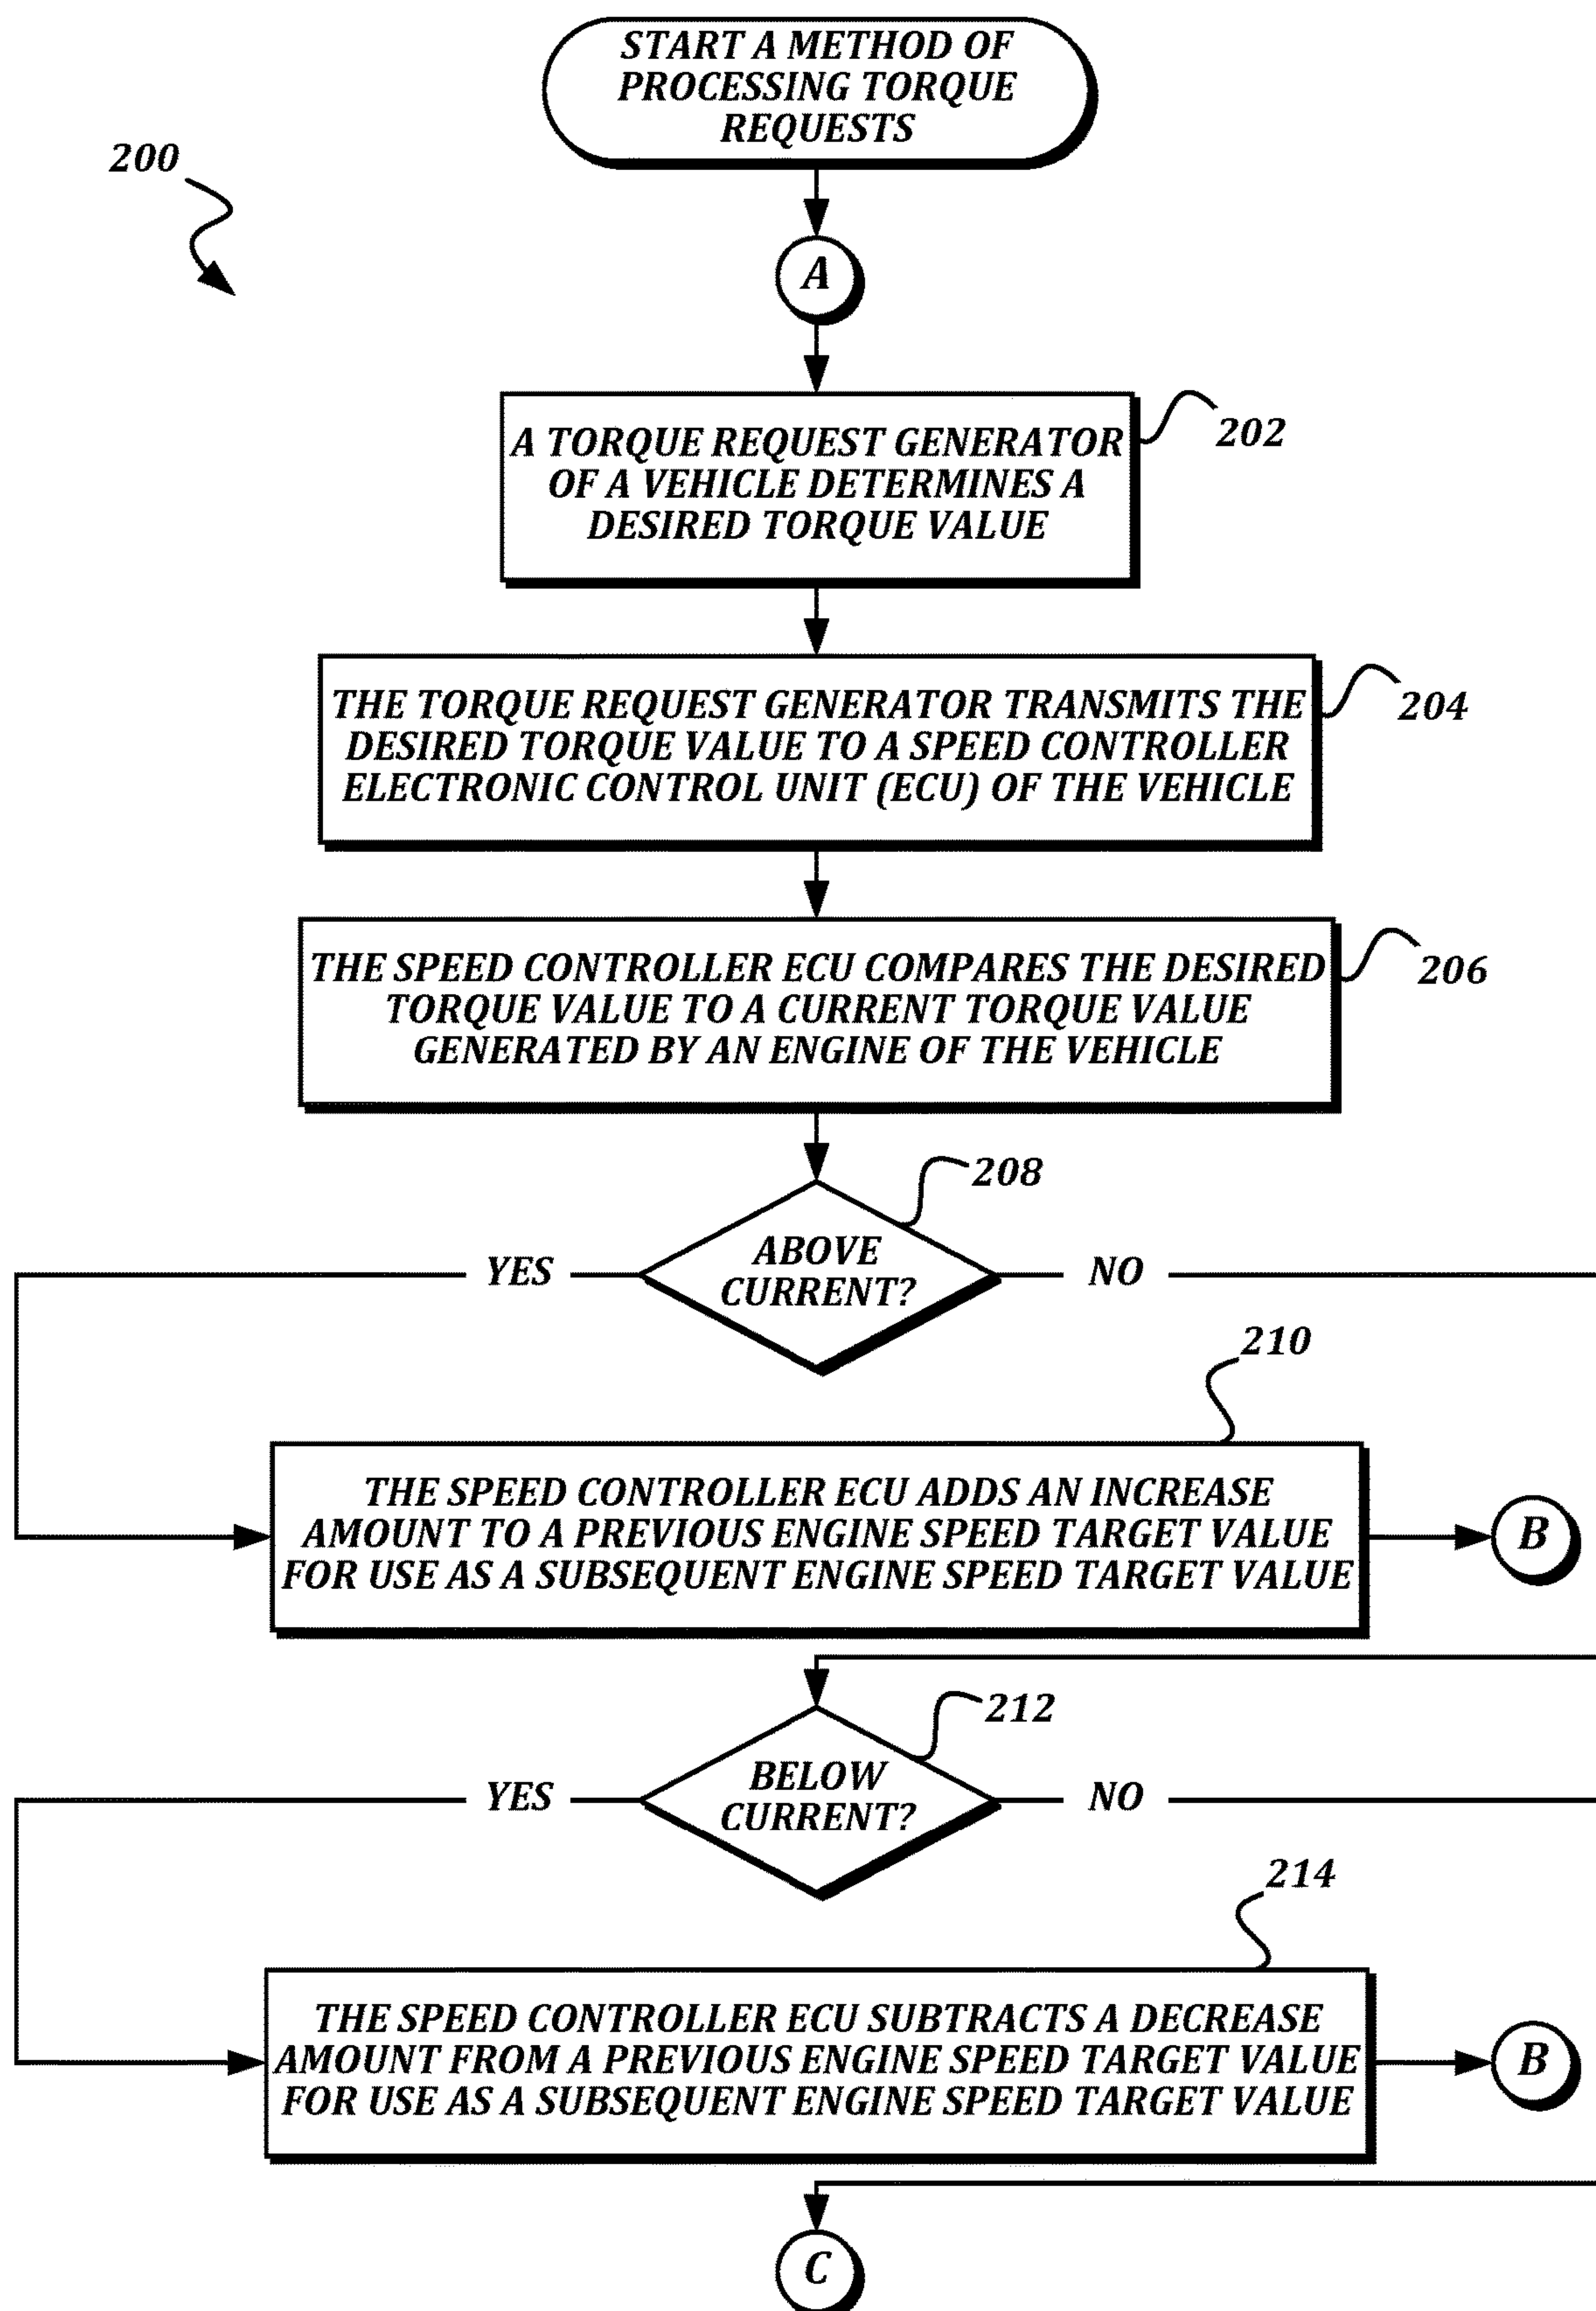 START A METHOD OF
PROCESSING TORQUE
REQUESTS
200
A
A TORQUE REQUEST GENERATOR
OF A VEHICLE DETERMINES A
DESIRED TORQUE VALUE
202
THE TORQUE REQUEST GENERATOR TRANSMITS THE
DESIRED TORQUE VALUE TO A SPEED CONTROLLER
ELECTRONIC CONTROL UNIT (ECU) OF THE VEHICLE
204
THE SPEED CONTROLLER ECU COMPARES THE DESIRED
TORQUE VALUE TO A CURRENT TORQUE VALUE
GENERATED BY AN ENGINE OF THE VEHICLE
206
208
YES
ABOVE
CURRENT?
NO
210
THE SPEED CONTROLLER ECU ADDS AN INCREASE
AMOUNT TO A PREVIOUS ENGINE SPEED TARGET VALUE
FOR USE AS A SUBSEQUENT ENGINE SPEED TARGET VALUE
B
212
YES
BELOW
CURRENT?
NO
214
THE SPEED CONTROLLER ECU SUBTRACTS A DECREASE
AMOUNT FROM A PREVIOUS ENGINE SPEED TARGET VALUE
FOR USE AS A SUBSEQUENT ENGINE SPEED TARGET VALUE
B
C